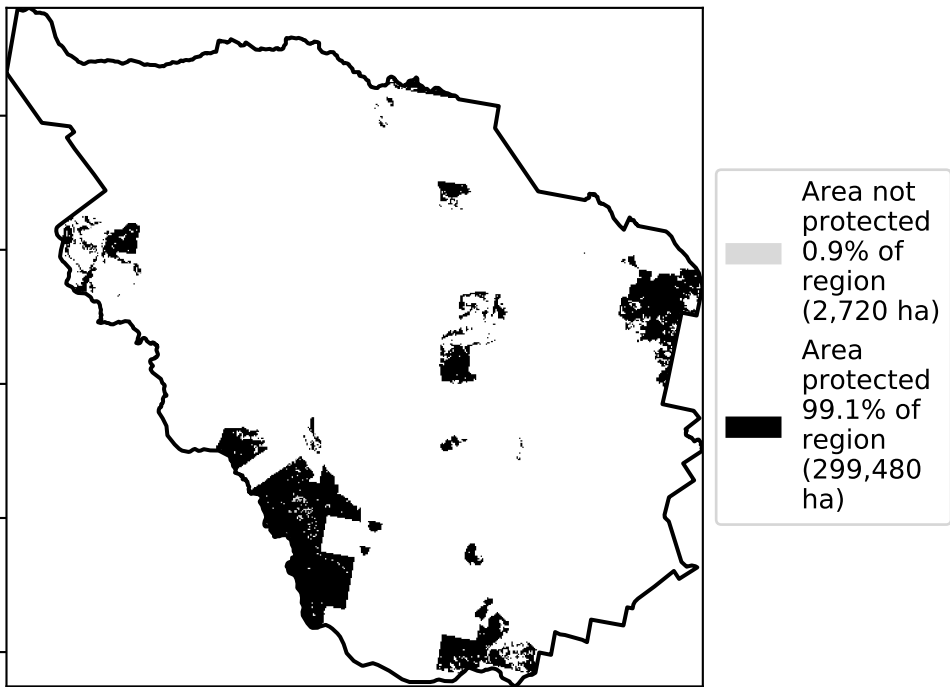 Area not
protected
0.9% of
region
(2,720 ha)
Area
protected
99.1% of
region
(299,480
ha)